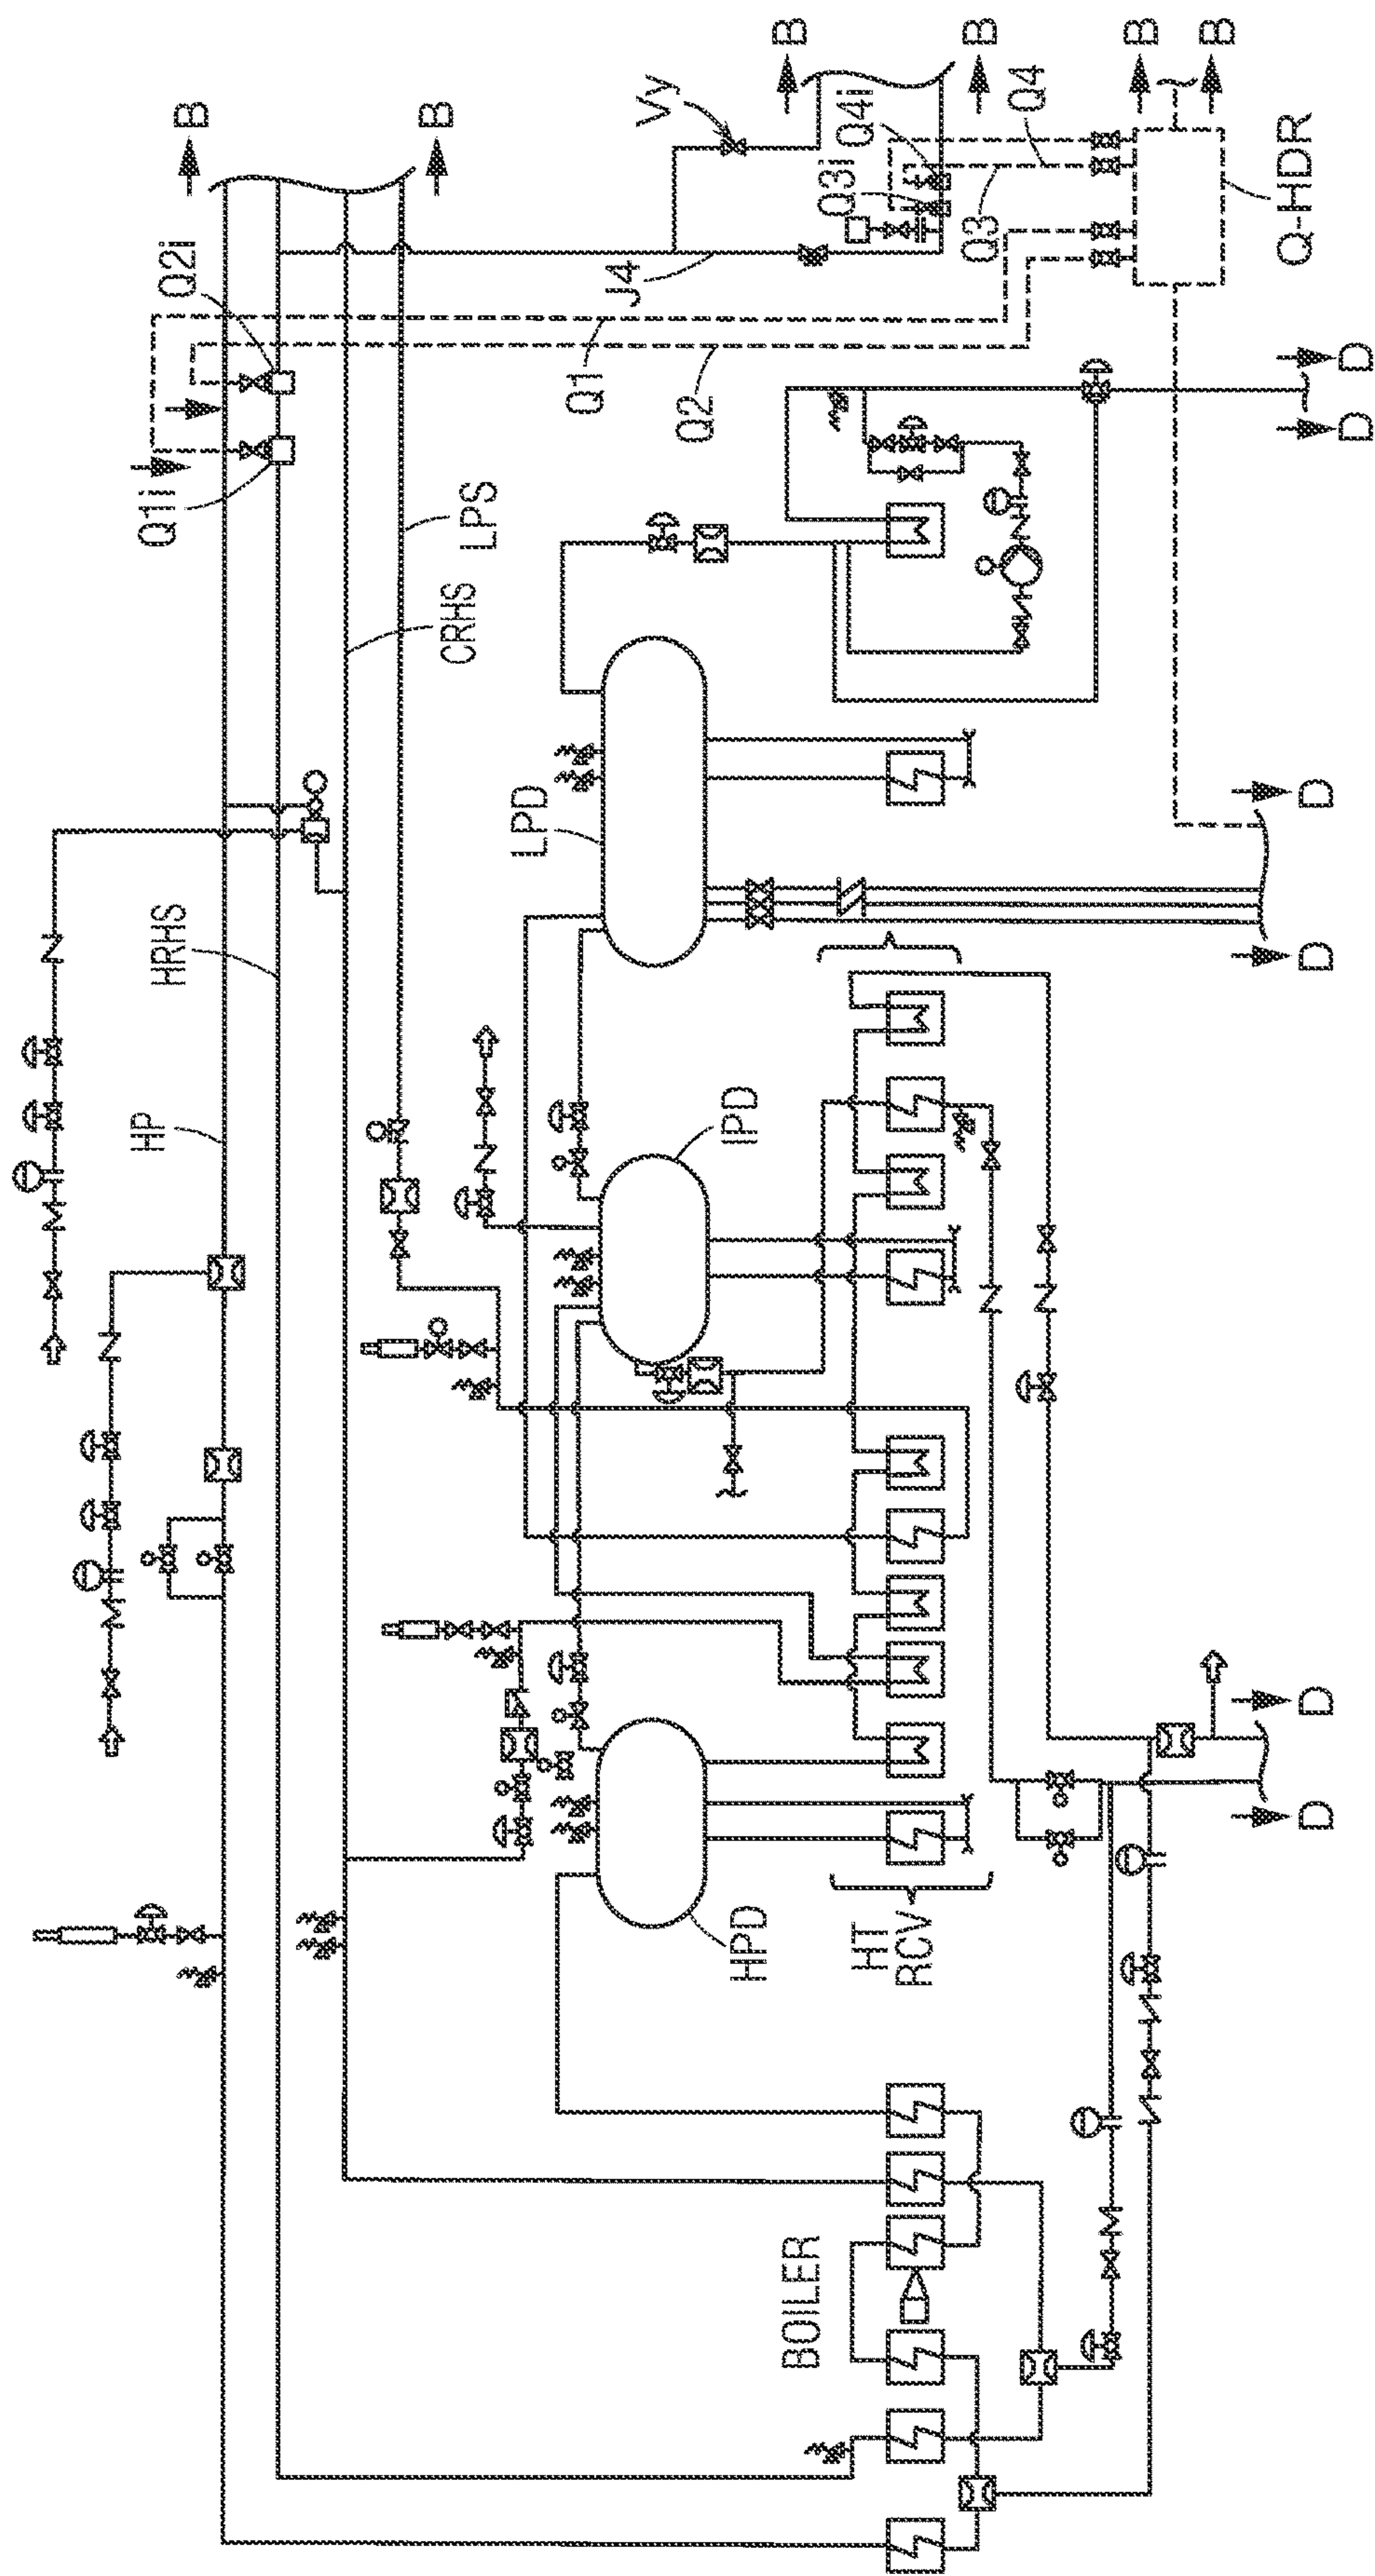 B
B
B
B
B
B
Vy
Q4i
Q4
Q3i
Q3
Q2i
J4
Q-HDR
Q1i
Q1
Q2
D
D
LPS
CRHS
LPD
D
D
HRHS
HP
IPD
HPD
HT
RCV
D
D
BOILER